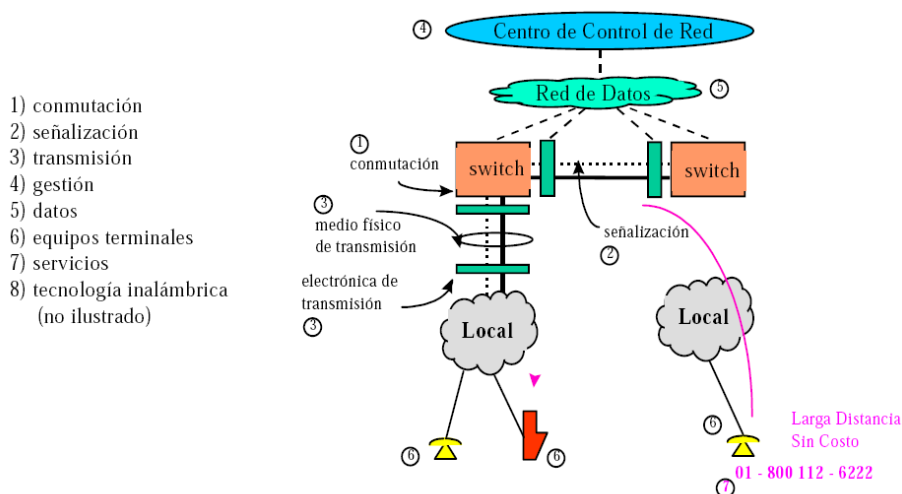 1) conmutación
2) señalización
3) transmisión
4) gestión
5) datos
6) equipos terminales
7) servicios
8) tecnología inalámbrica
(no ilustrado)
4
Centro de Control de Red
Red de Datos
5
1
conmutación
switch
switch
3
medio físico
de transmisión
señalización
2
electrónica de
transmisión
3
Local
Local
6
6
6
Larga Distancia
Sin Costo
01 - 800 112 - 6222
7